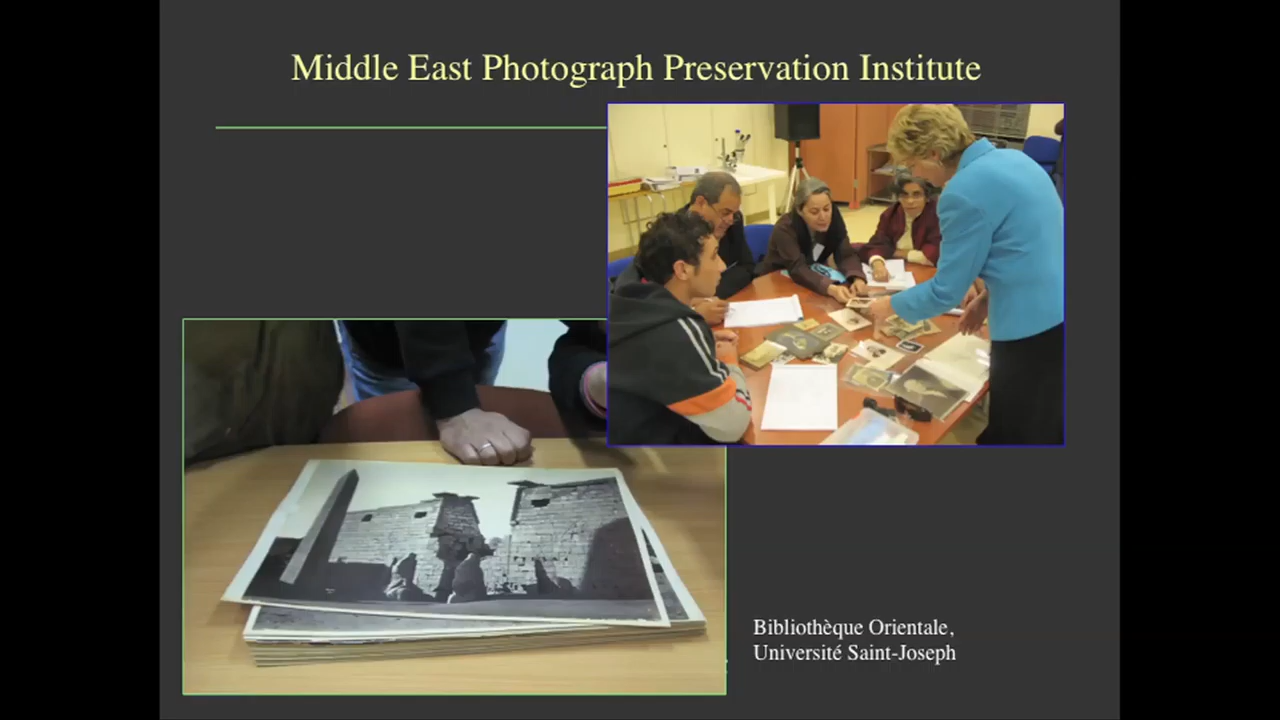 Middle East Photograph Preservation Institute
Bibliothèque Orientale,
Université Saint-Joseph